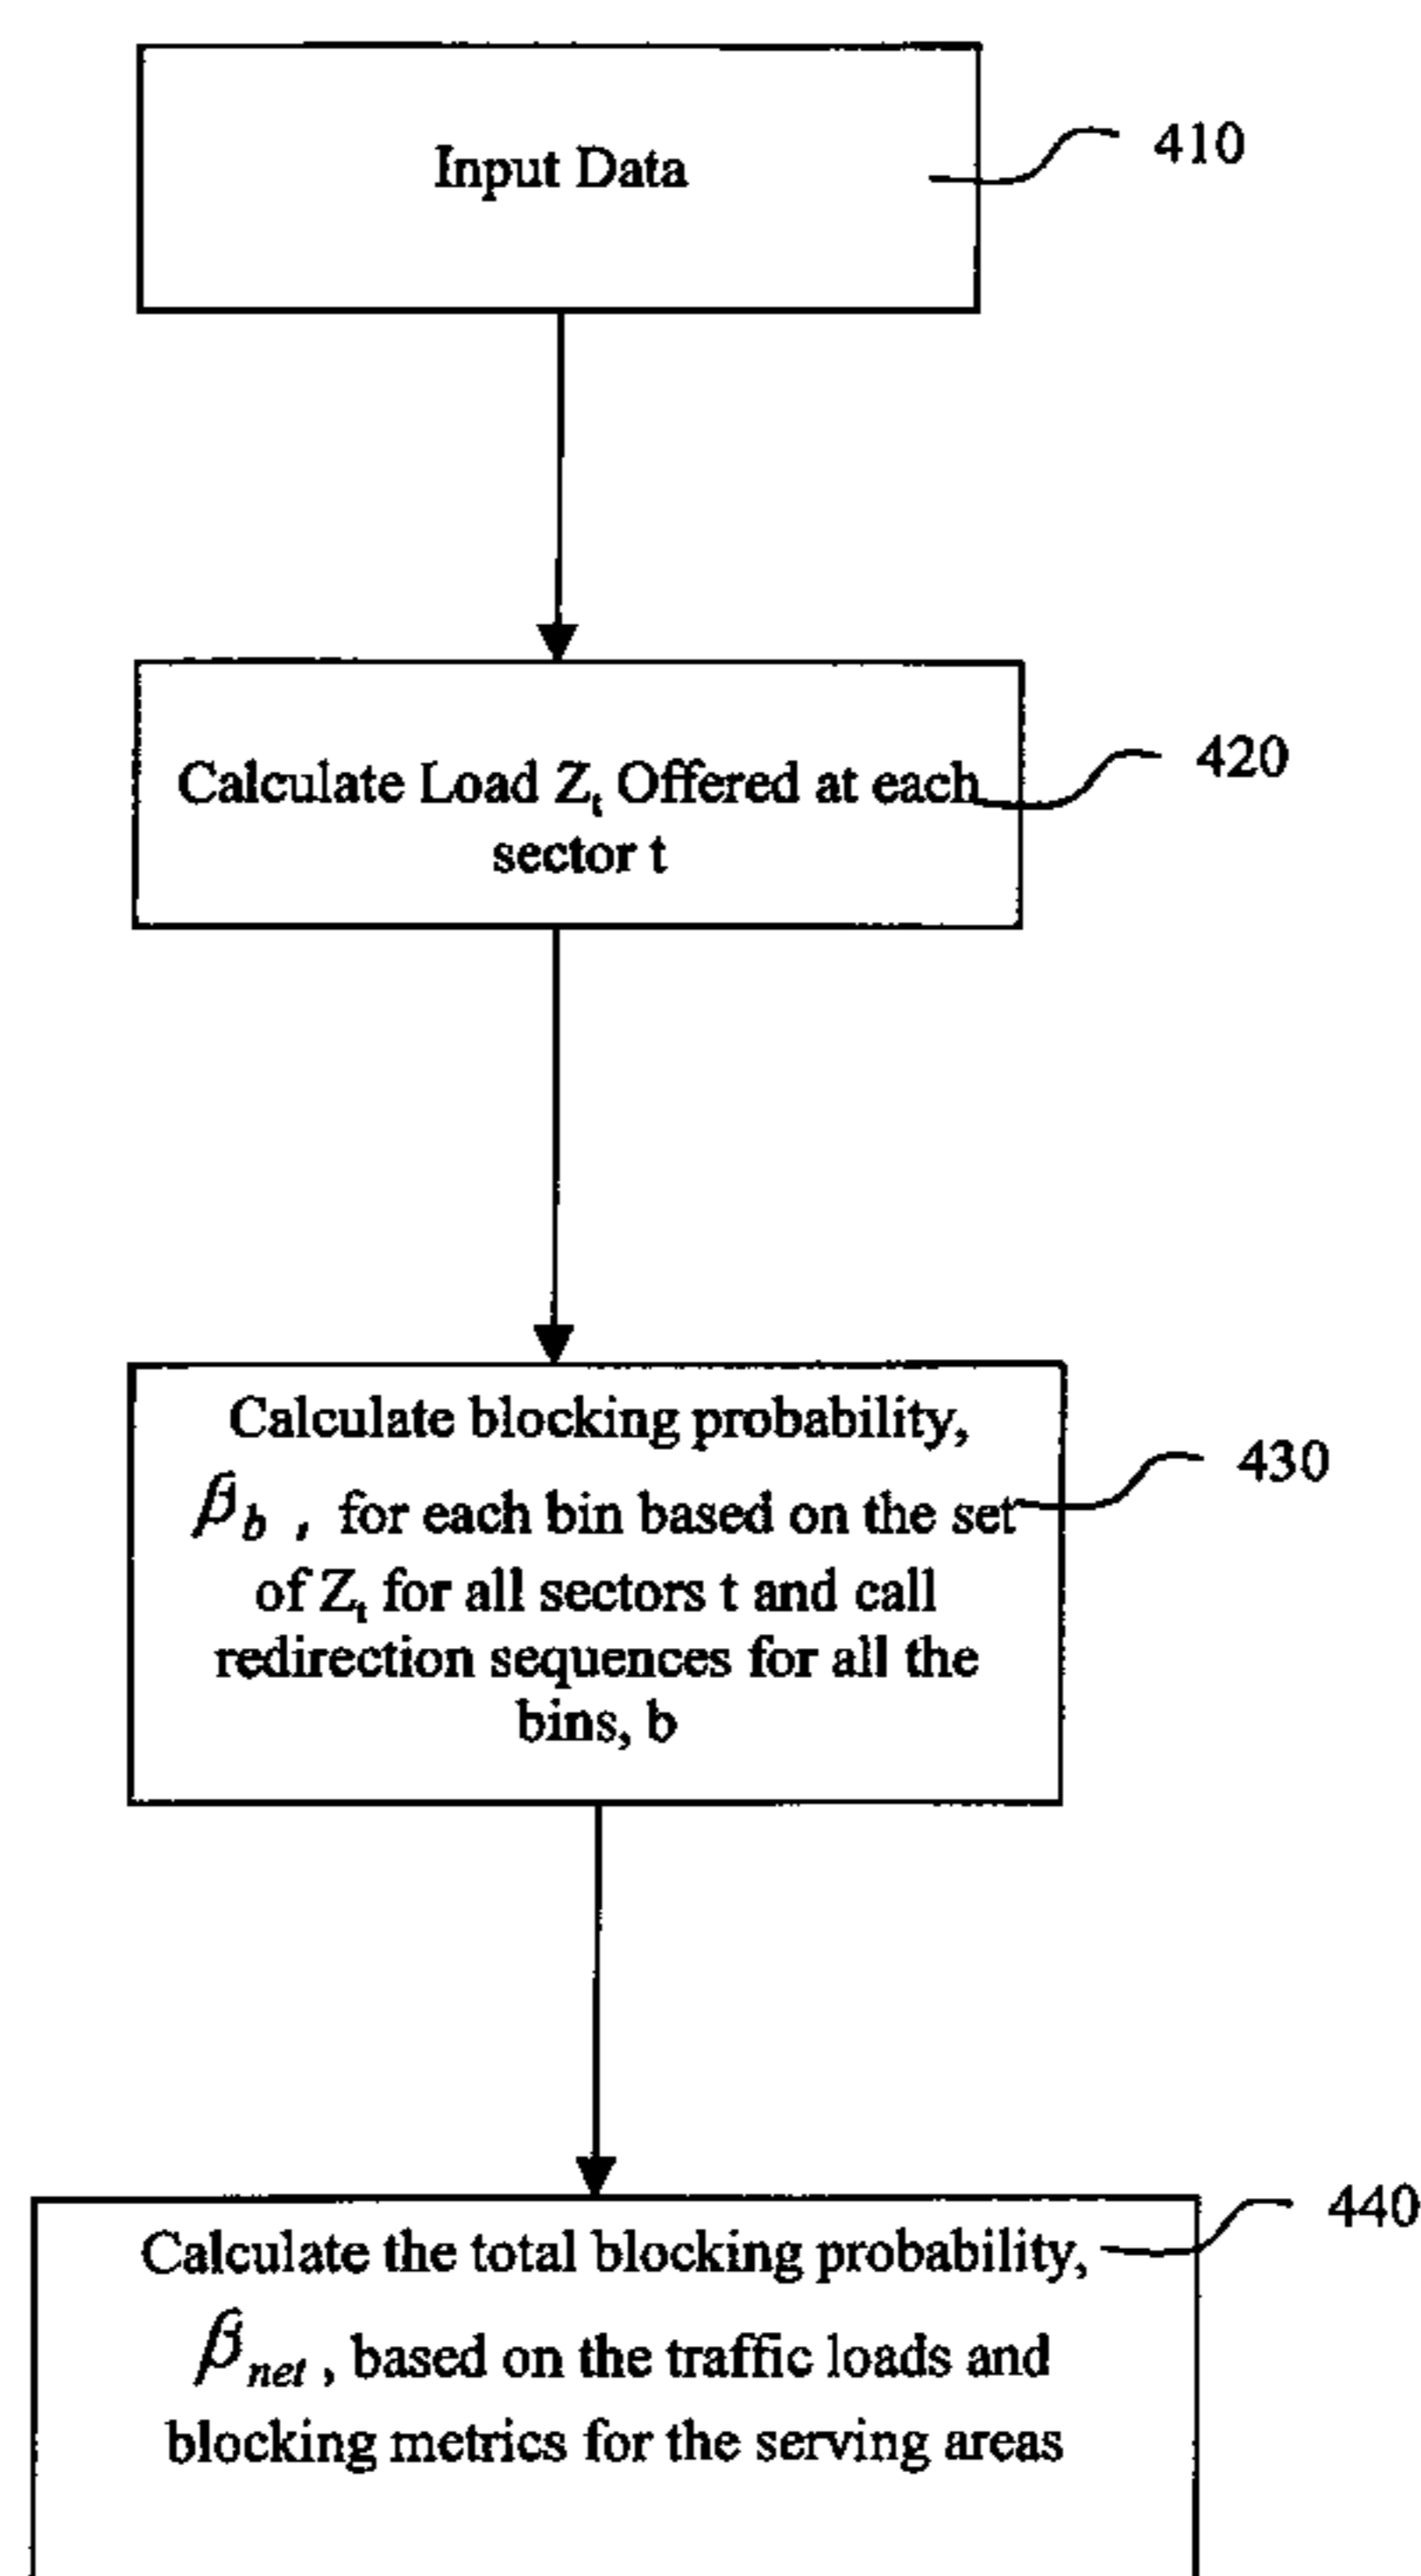 Input Data
410
Calculate Load Zₜ Offered at each
sector t
420
Calculate blocking probability,
β_b , for each bin based on the set
of Zₜ for all sectors t and call
redirection sequences for all the
bins, b
430
Calculate the total blocking probability,
β_net , based on the traffic loads and
blocking metrics for the serving areas
440